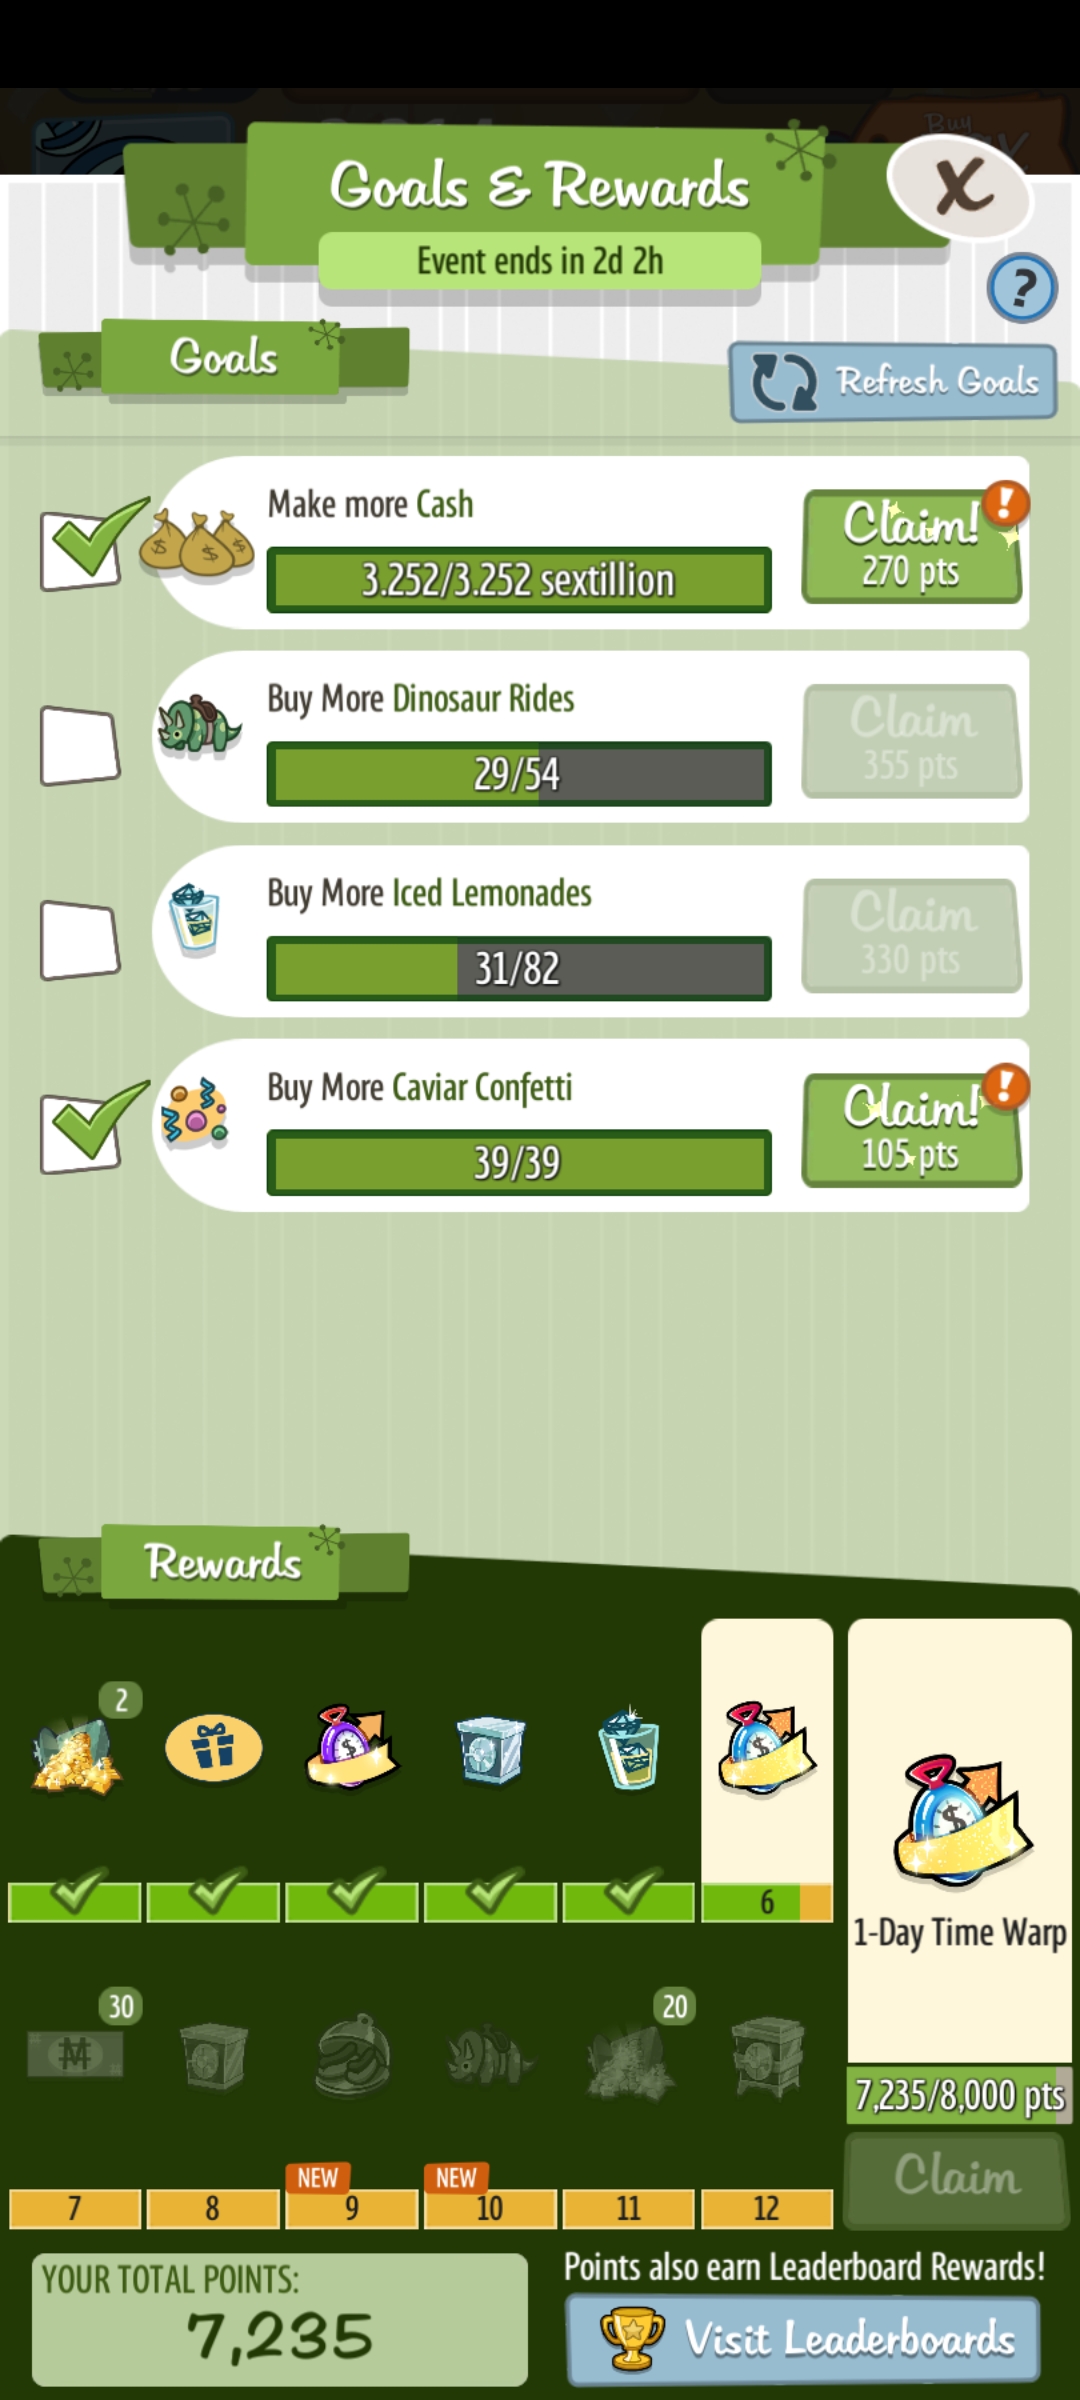 Buy
Goals & Rewards
X
Event ends in 2d 2h
?
Goals
Refresh Goals
Make more Cash
3.252/3.252 sextillion
Claim!
!
270 pts
Buy More Dinosaur Rides
29/54
Claim
355 pts
Buy More Iced Lemonades
31/82
Claim
330 pts
Buy More Caviar Confetti
39/39
Claim!
!
105 pts
Rewards
2
6
1-Day Time Warp
30
20
7,235/8,000 pts
NEW
NEW
7
8
9
10
11
12
Claim
YOUR TOTAL POINTS:
7,235
Points also earn Leaderboard Rewards!
Visit Leaderboards